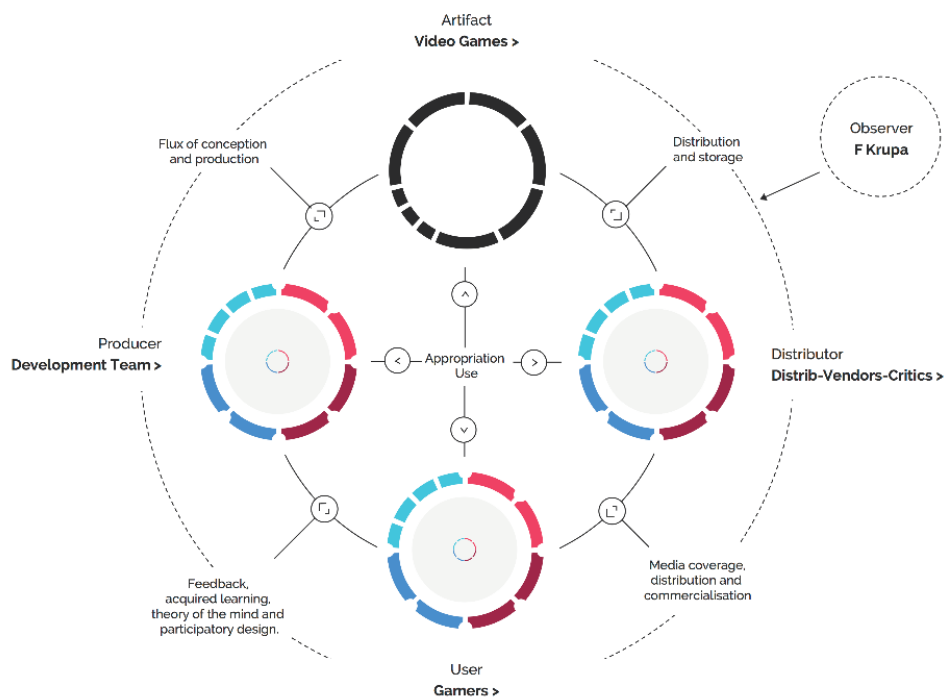 Artifact
Video Games >
Flux of conception
and production
Distribution
and storage
Observer
F Krupa
Producer
Development Team >
Appropriation
Use
Distributor
Distrib-Vendors-Critics >
Feedback,
acquired learning,
theory of the mind and
participatory design.
Media coverage,
distribution and
commercialisation
User
Gamers >